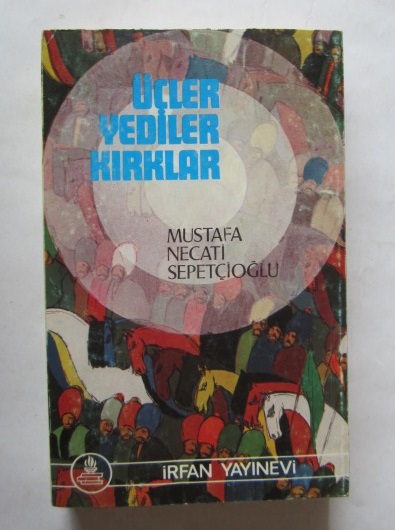 ÜÇLER
YEDİLER
KIRKLAR
MUSTAFA
NECATİ
SEPETÇİOĞLU
İRFAN YAYINEVİ